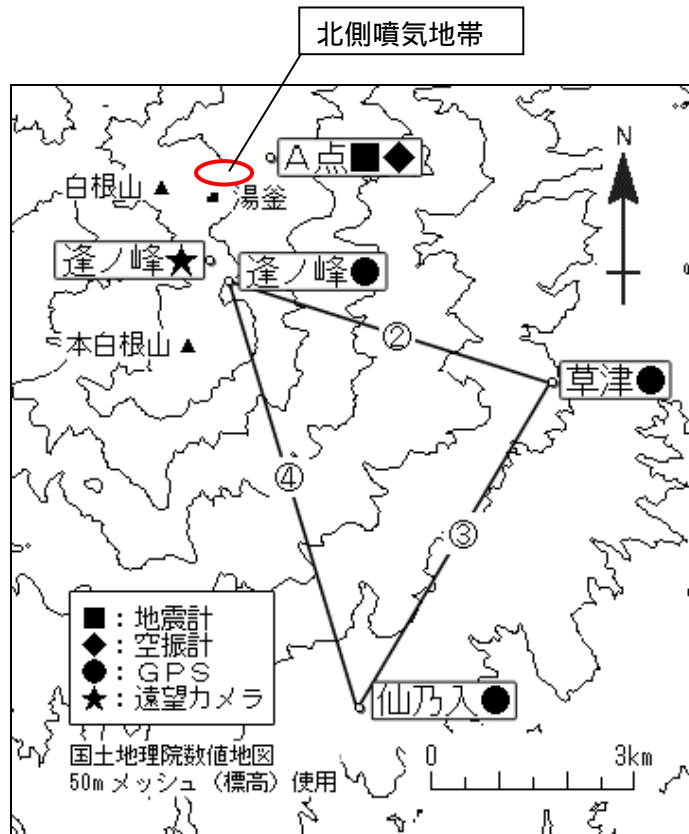 北側噴気地帯
N
A点■◆
白根山▲
湯釜
逢ノ峰★
逢ノ峰●
本白根山▲
②
草津●
④
③
■：地震計
◆：空振計
●：GPS
★：遠望カメラ
仙乃入●
国土地理院数値地図
50mメッシュ（標高）使用
0 3km